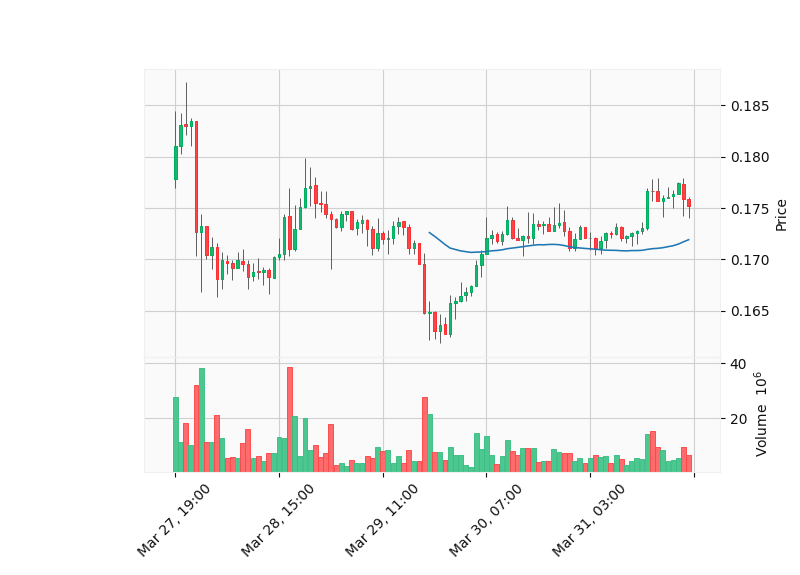 0.185
0.180
0.175
0.170
0.165
Price
40
20
Volume 10^6
Mar 27, 19:00
Mar 28, 15:00
Mar 29, 11:00
Mar 30, 07:00
Mar 31, 03:00